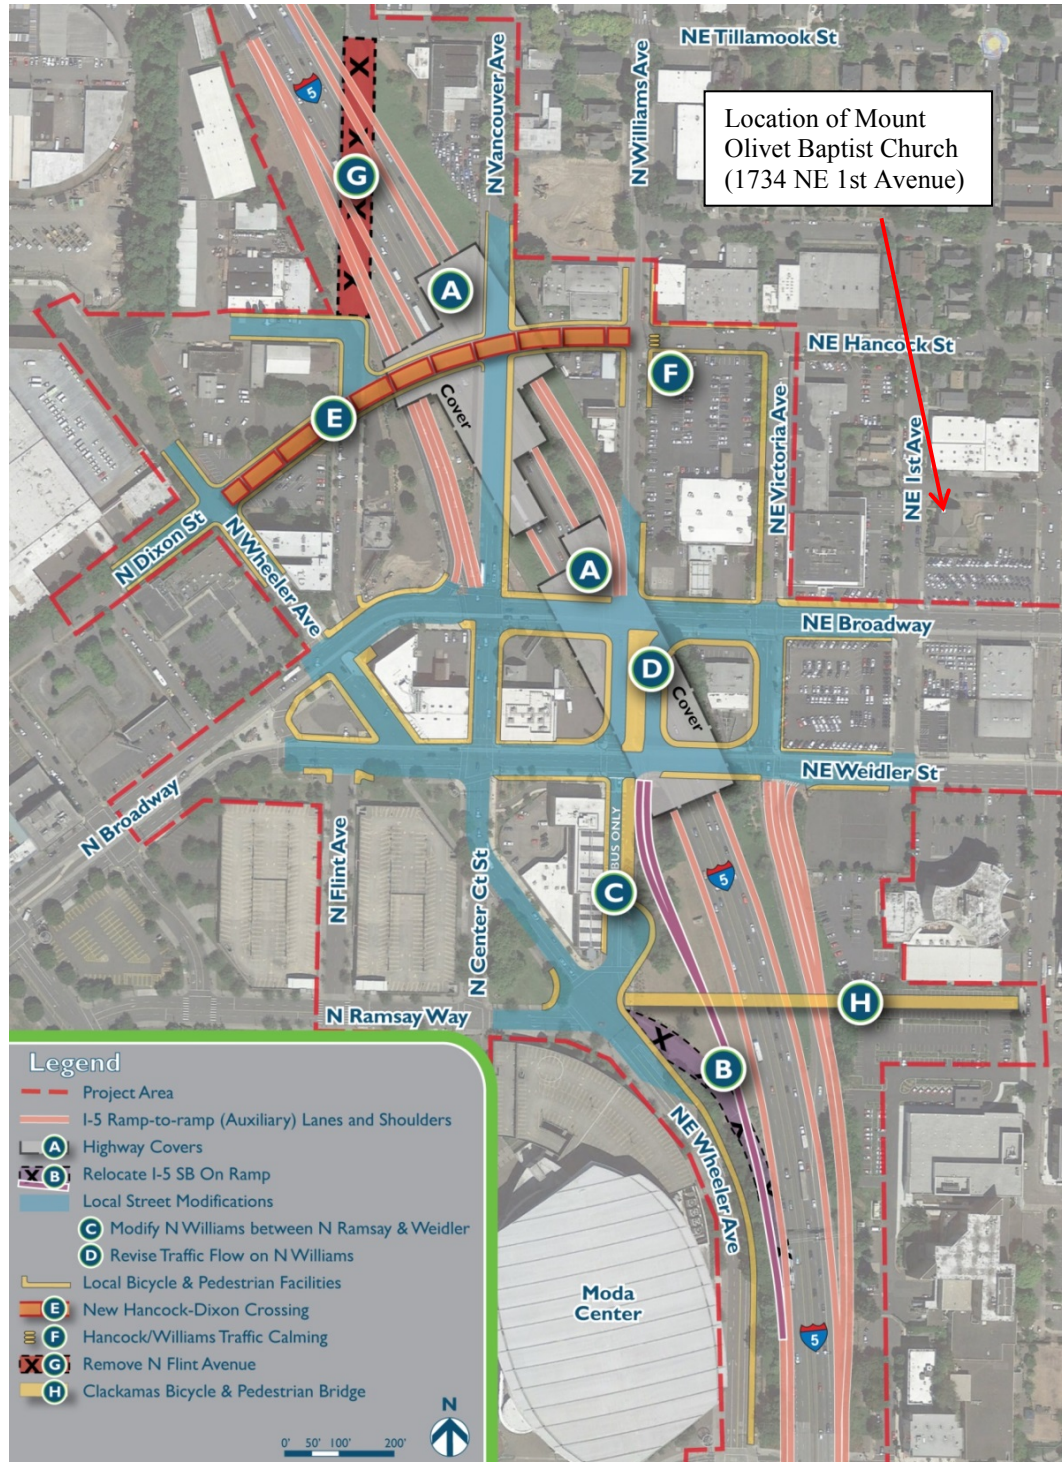 NE Tillamook St
N Vancouver Ave
N Williams Ave
Location of Mount
Olivet Baptist Church
(1734 NE 1st Avenue)
5
X
G
X
X
A
NE Hancock St
F
E
Cover
NE Victoria Ave
NE 1st Ave
N Dixon St
N Wheeler Ave
A
NE Broadway
D
Cover
NE Weidler St
N Broadway
N Flint Ave
BUS ONLY
5
C
N Center Ct St
H
N Ramsay Way
X
B
X
NE Wheeler Ave
Moda
Center
5
Legend
Project Area
I-5 Ramp-to-ramp (Auxiliary) Lanes and Shoulders
A Highway Covers
X B Relocate I-5 SB On Ramp
Local Street Modifications
C Modify N Williams between N Ramsay & Weidler
D Revise Traffic Flow on N Williams
Local Bicycle & Pedestrian Facilities
E New Hancock-Dixon Crossing
F Hancock/Williams Traffic Calming
X G Remove N Flint Avenue
H Clackamas Bicycle & Pedestrian Bridge
N
0' 50' 100' 200'